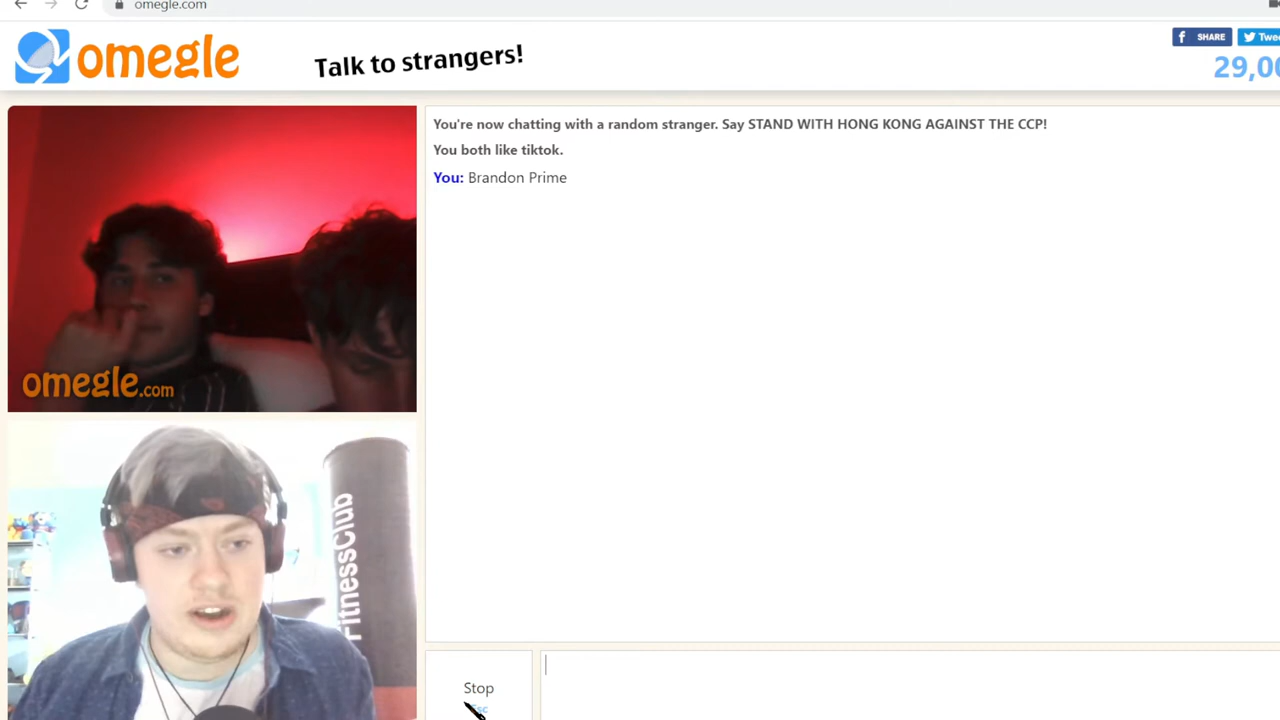 omegle.com
omegle
Talk to strangers!
SHARE
Twee
29,00
You're now chatting with a random stranger. Say STAND WITH HONG KONG AGAINST THE CCP!
You both like tiktok.
You: Brandon Prime
omegle.com
FitnessClub
Stop
Esc